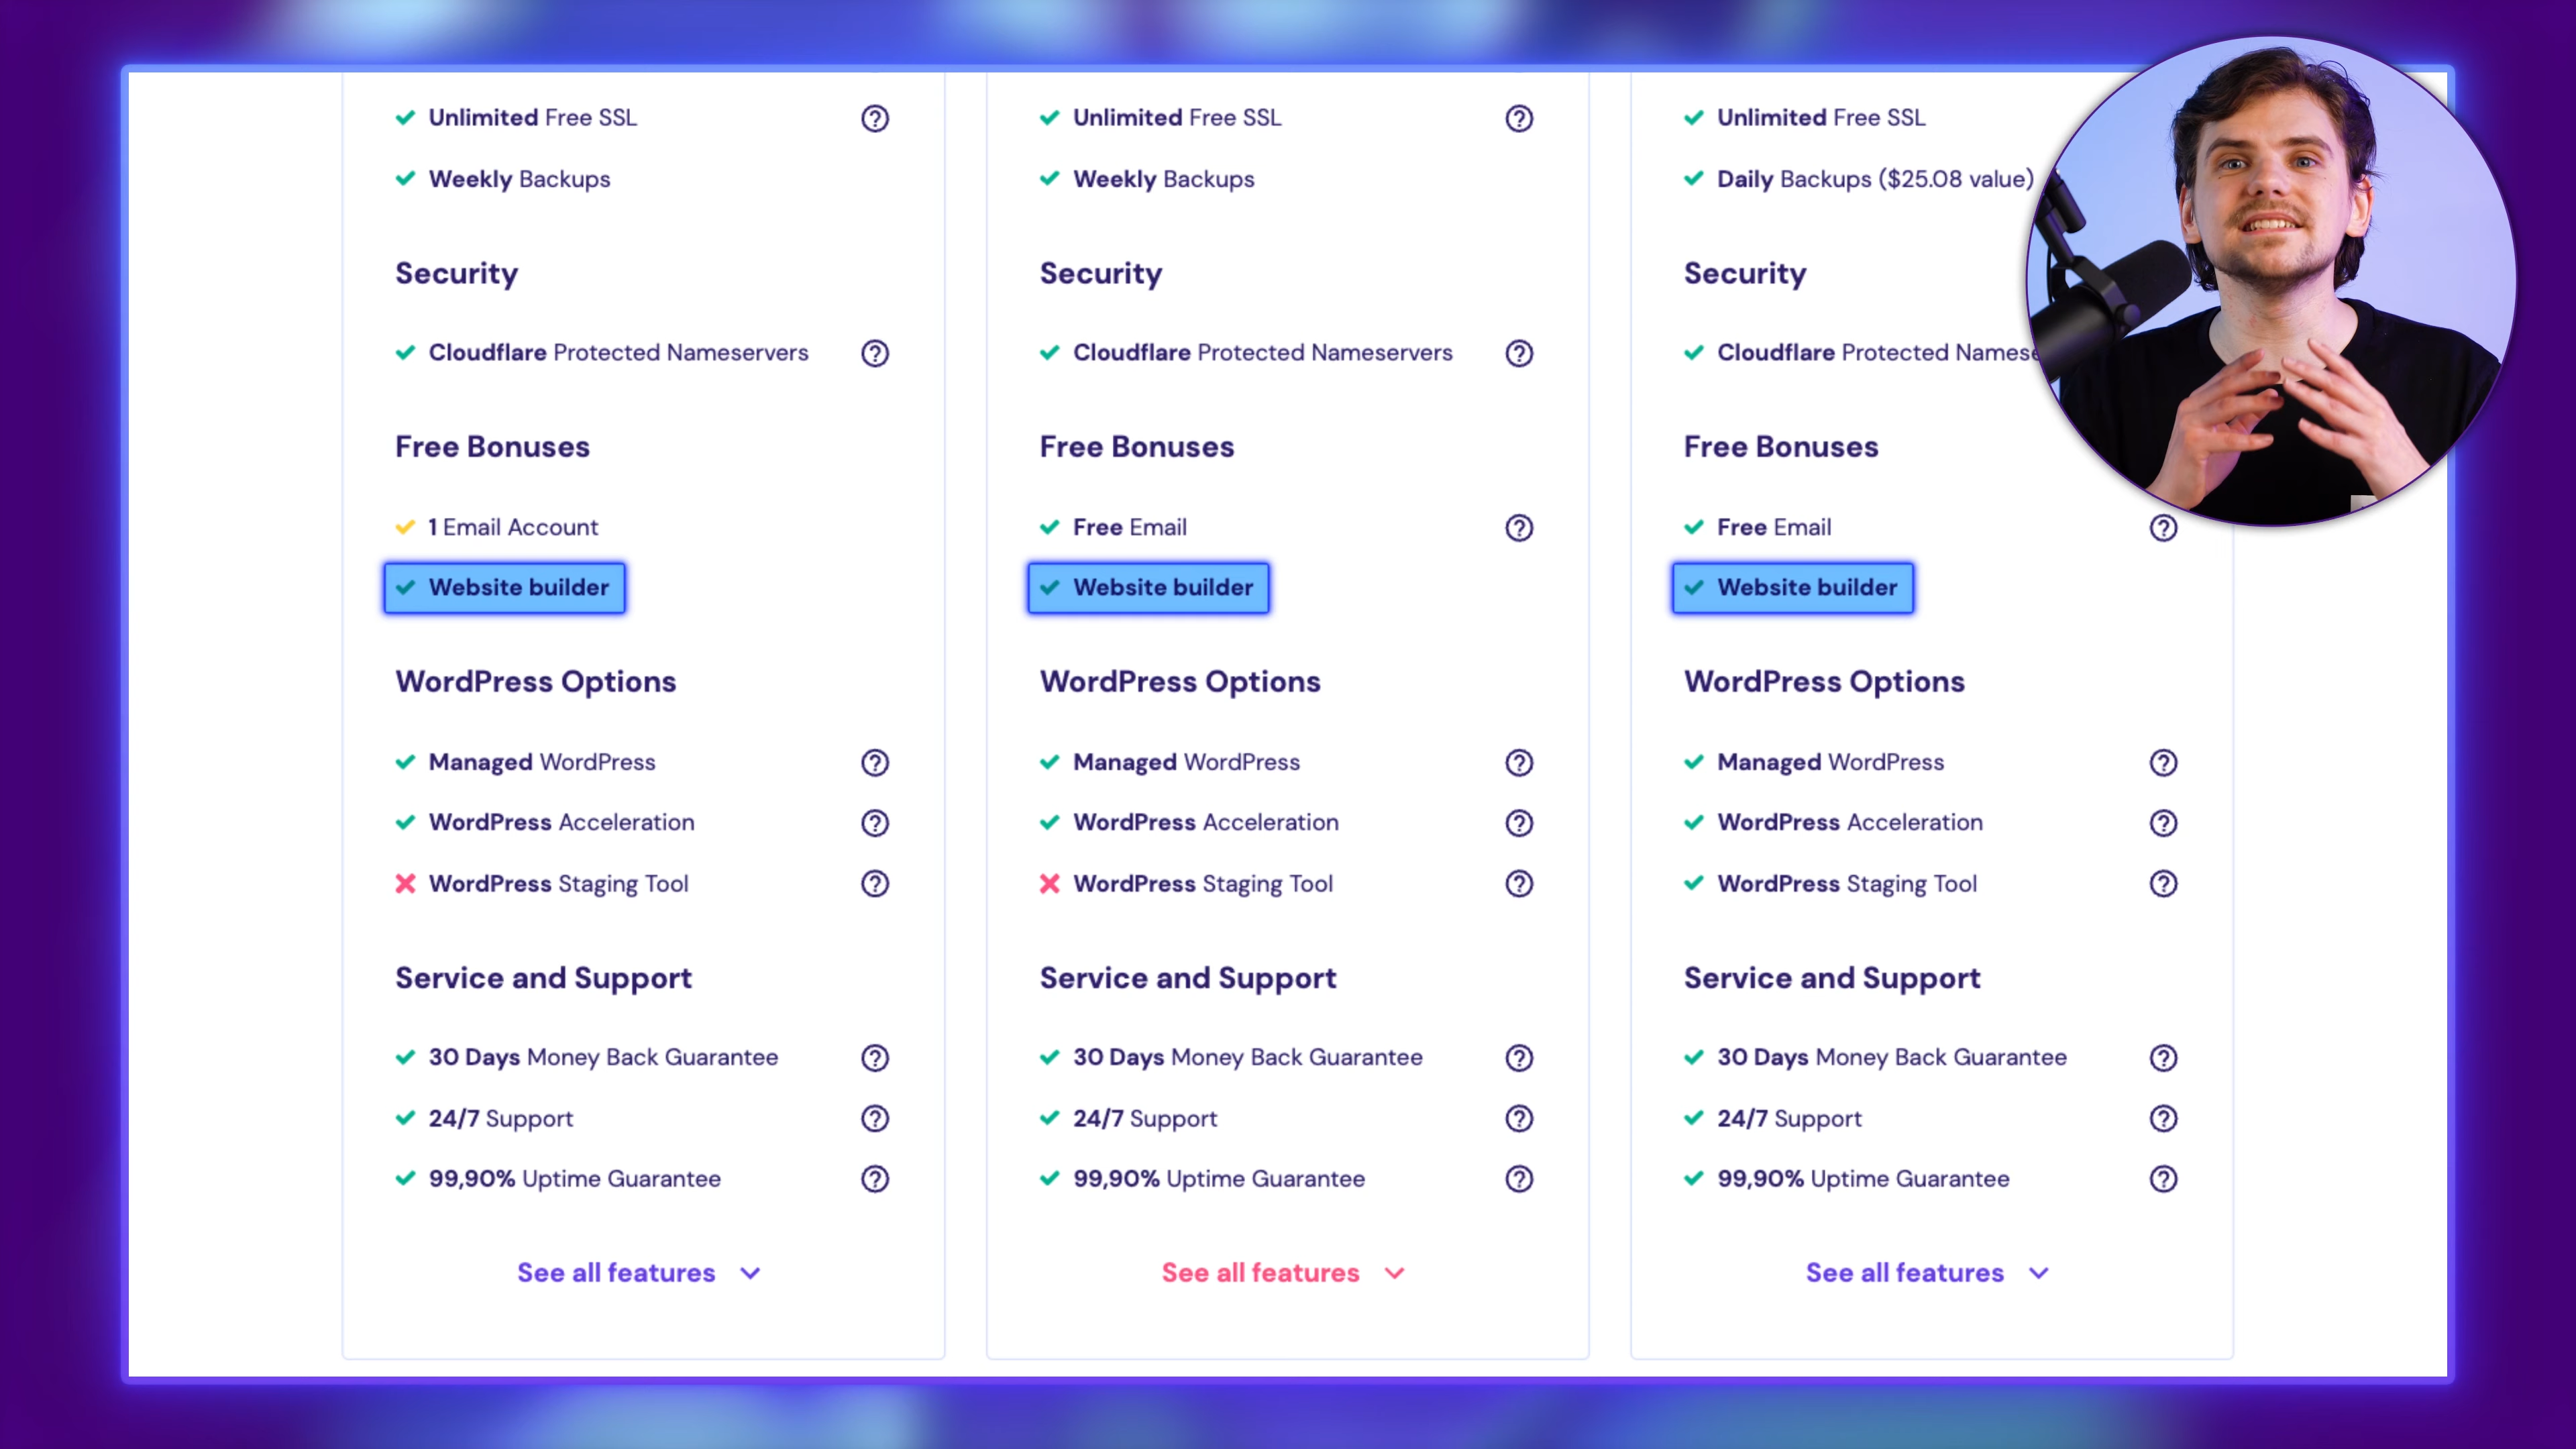 Unlimited Free SSL
Weekly Backups
Security
Cloudflare Protected Nameservers
Free Bonuses
1 Email Account
Website builder
WordPress Options
Managed WordPress
WordPress Acceleration
WordPress Staging Tool
Service and Support
30 Days Money Back Guarantee
24/7 Support
99,90% Uptime Guarantee
See all features
Unlimited Free SSL
Weekly Backups
Security
Cloudflare Protected Nameservers
Free Bonuses
Free Email
Website builder
WordPress Options
Managed WordPress
WordPress Acceleration
WordPress Staging Tool
Service and Support
30 Days Money Back Guarantee
24/7 Support
99,90% Uptime Guarantee
See all features
Unlimited Free SSL
Daily Backups ($25.08 value)
Security
Cloudflare Protected
Free Bonuses
Free Email
Website builder
WordPress Options
Managed WordPress
WordPress Acceleration
WordPress Staging Tool
Service and Support
30 Days Money Back Guarantee
24/7 Support
99,90% Uptime Guarantee
See all features